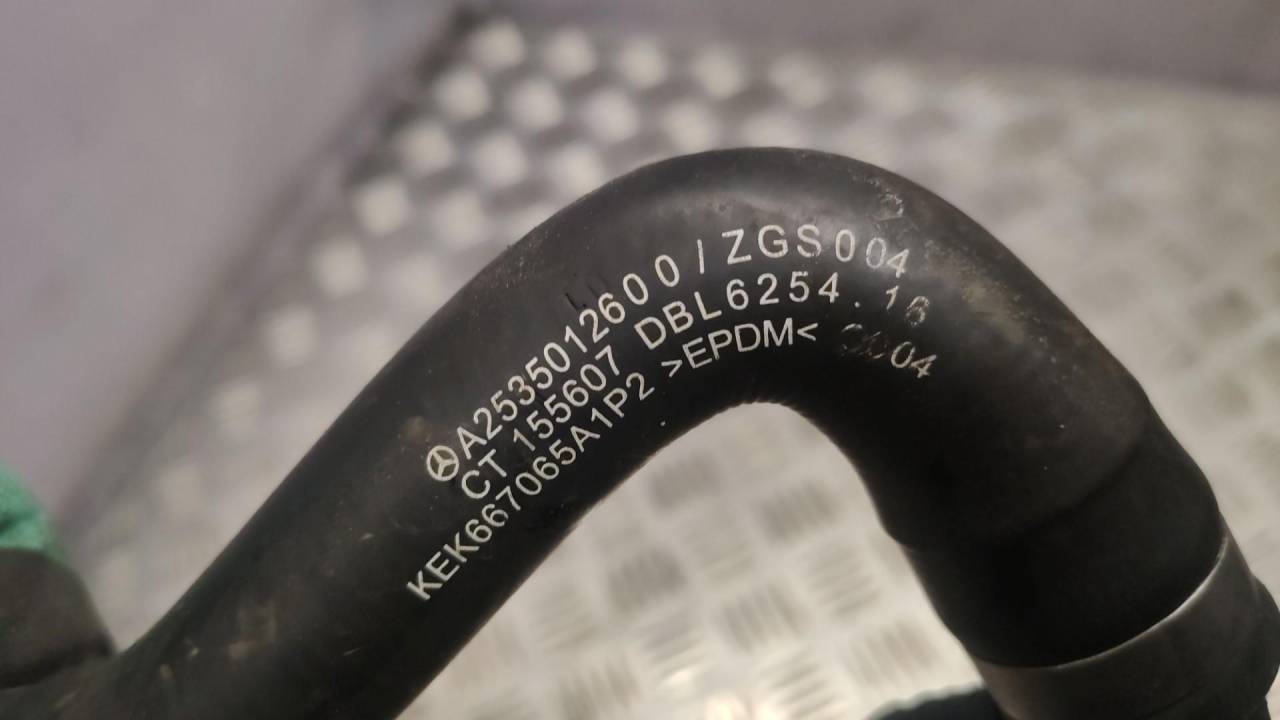 A2535012600 / ZGS004
CT 155607 DBL6254.16
KEK667065A1P2 >EPDM<